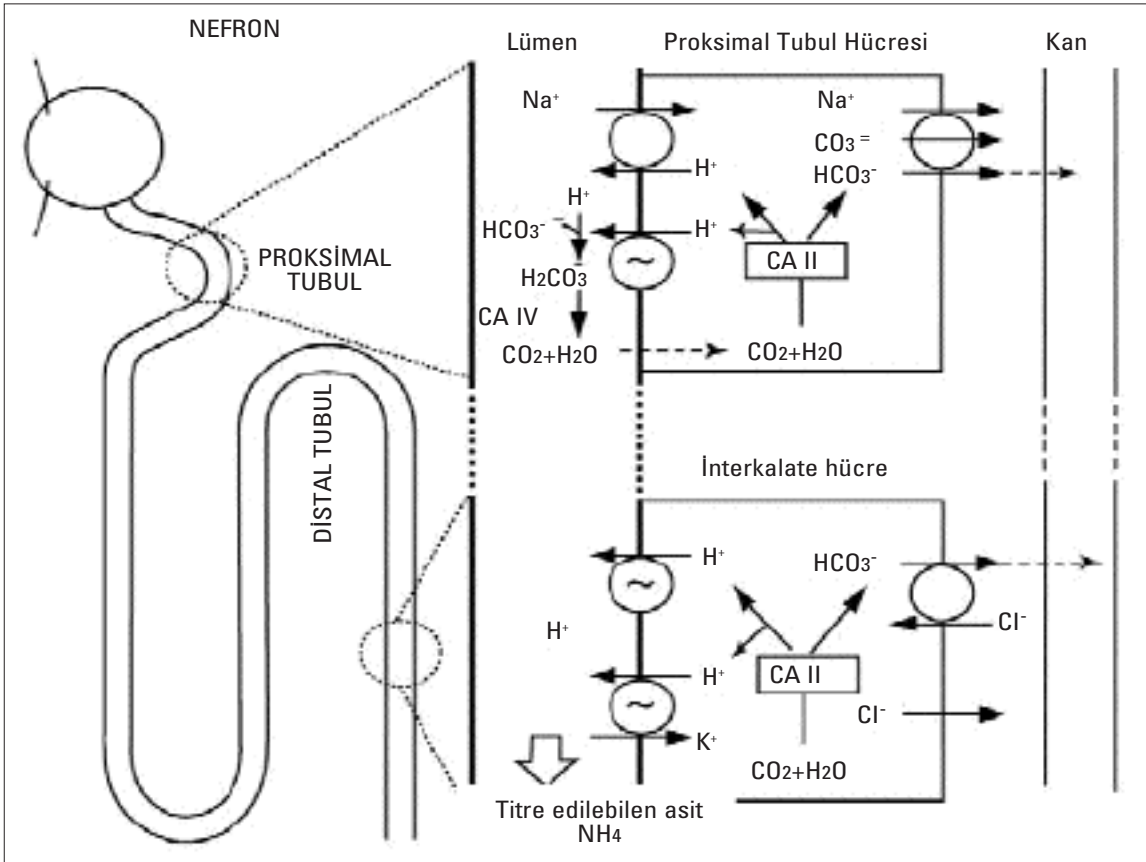 NEFRON
Lümen
Proksimal Tubul Hücresi
Kan
Na⁺
Na⁺
CO₃⁼
HCO₃⁻
H⁺
H⁺
HCO₃⁻
H⁺
CA II
H₂CO₃
CA IV
CO₂+H₂O
CO₂+H₂O
PROKSİMAL
TUBUL
DİSTAL TUBUL
İnterkalate hücre
H⁺
HCO₃⁻
H⁺
Cl⁻
H⁺
CA II
Cl⁻
K⁺
CO₂+H₂O
Titre edilebilen asit
NH₄